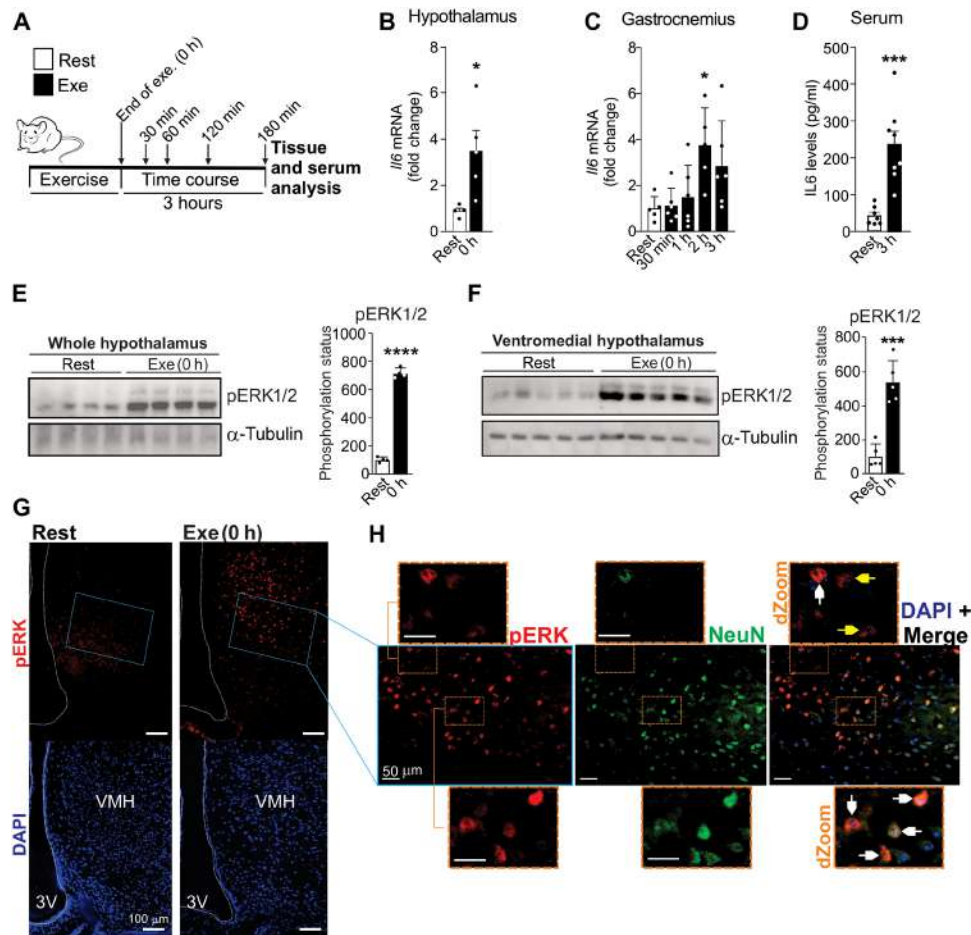 A
Rest
Exe
End of exe. (0 h)
30 min
60 min
120 min
180 min
Exercise
Time course
3 hours
Tissue
and serum
analysis
B
Hypothalamus
Il6 mRNA
(fold change)
8
6
4
2
0
*
Rest
0 h
C
Gastrocnemius
Il6 mRNA
(fold change)
8
6
4
2
0
*
Rest
30 min
1 h
2 h
3 h
D
Serum
IL6 levels (pg/ml)
500
400
300
200
100
0
***
Rest
3 h
E
Whole hypothalamus
Rest
Exe (0 h)
pERK1/2
α-Tubulin
pERK1/2
Phosphorylation status
1000
800
600
400
200
0
****
Rest
0 h
F
Ventromedial hypothalamus
Rest
Exe (0 h)
pERK1/2
α-Tubulin
pERK1/2
Phosphorylation status
800
600
400
200
0
***
Rest
0 h
G
Rest
Exe (0 h)
pERK
DAPI
VMH
VMH
3V
100 μm
3V
H
dZoom
pERK
NeuN
DAPI +
Merge
50 μm
dZoom